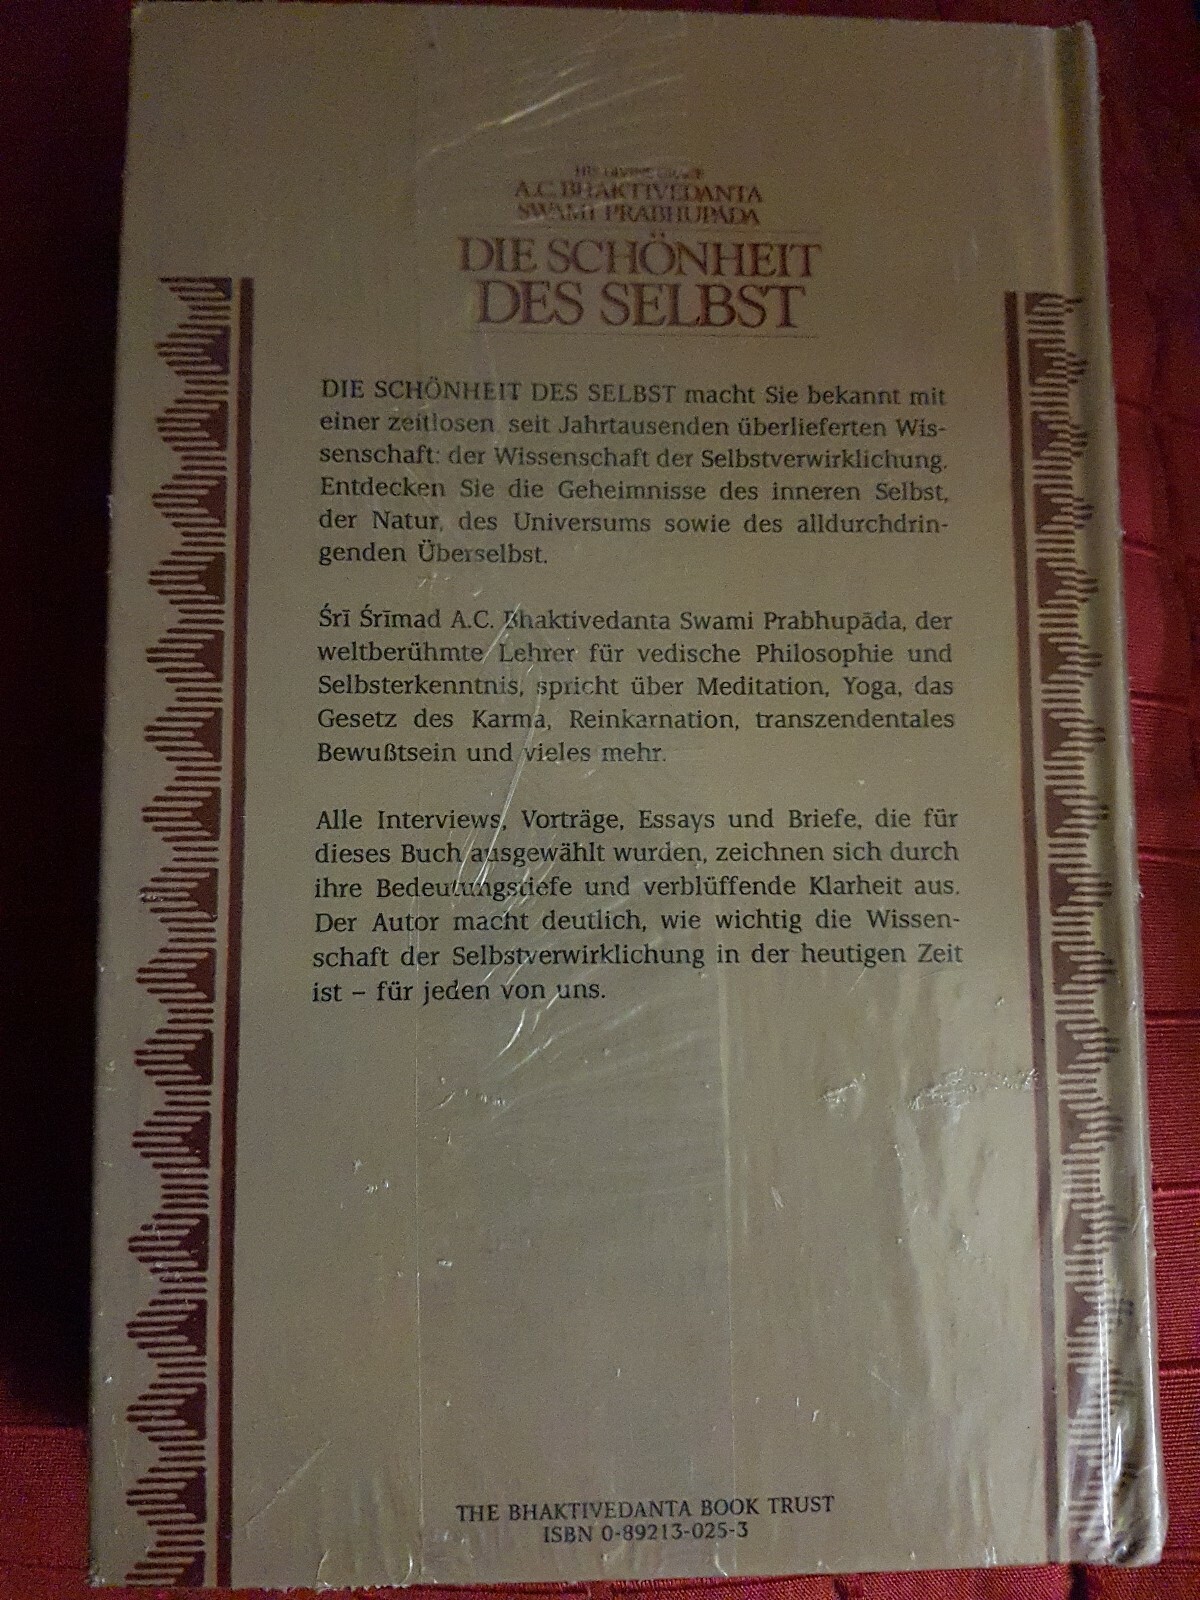 HIS DIVINE GRACE
A.C. BHAKTIVEDANTA
SWAMI PRABHUPĀDA
DIE SCHÖNHEIT
DES SELBST
DIE SCHÖNHEIT DES SELBST macht Sie bekannt mit
einer zeitlosen, seit Jahrtausenden überlieferten Wis-
senschaft: der Wissenschaft der Selbstverwirklichung.
Entdecken Sie die Geheimnisse des inneren Selbst,
der Natur, des Universums sowie des alldurchdrin-
genden Überselbst.
Śrī Śrīmad A.C. Bhaktivedanta Swami Prabhupāda, der
weltberühmte Lehrer für vedische Philosophie und
Selbsterkenntnis, spricht über Meditation, Yoga, das
Gesetz des Karma, Reinkarnation, transzendentales
Bewußtsein und vieles mehr.
Alle Interviews, Vorträge, Essays und Briefe, die für
dieses Buch ausgewählt wurden, zeichnen sich durch
ihre Bedeutungstiefe und verblüffende Klarheit aus.
Der Autor macht deutlich, wie wichtig die Wissen-
schaft der Selbstverwirklichung in der heutigen Zeit
ist – für jeden von uns.
THE BHAKTIVEDANTA BOOK TRUST
ISBN 0-89213-025-3